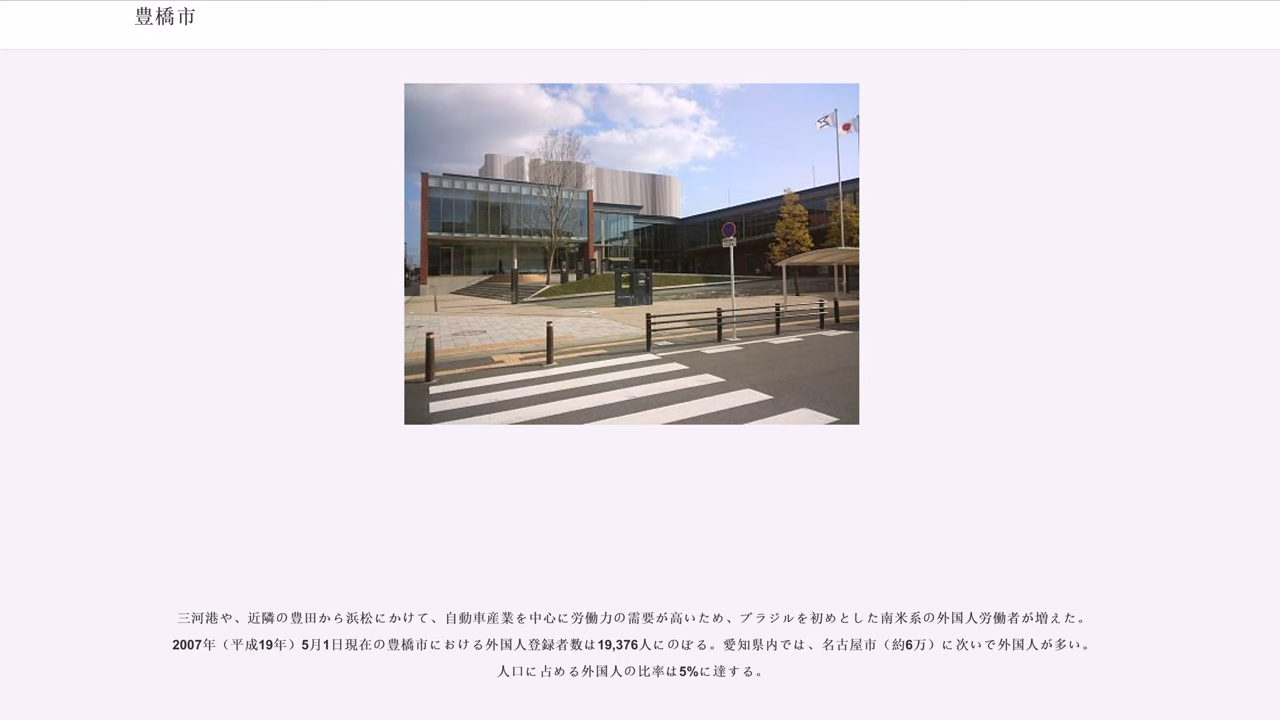 豊橋市
三河港や、近隣の豊田から浜松にかけて、自動車産業を中心に労働力の需要が高いため、ブラジルを初めとした南米系の外国人労働者が増えた。
2007年（平成19年）5月1日現在の豊橋市における外国人登録者数は19,376人にのぼる。愛知県内では、名古屋市（約6万）に次いで外国人が多い。
人口に占める外国人の比率は5%に達する。